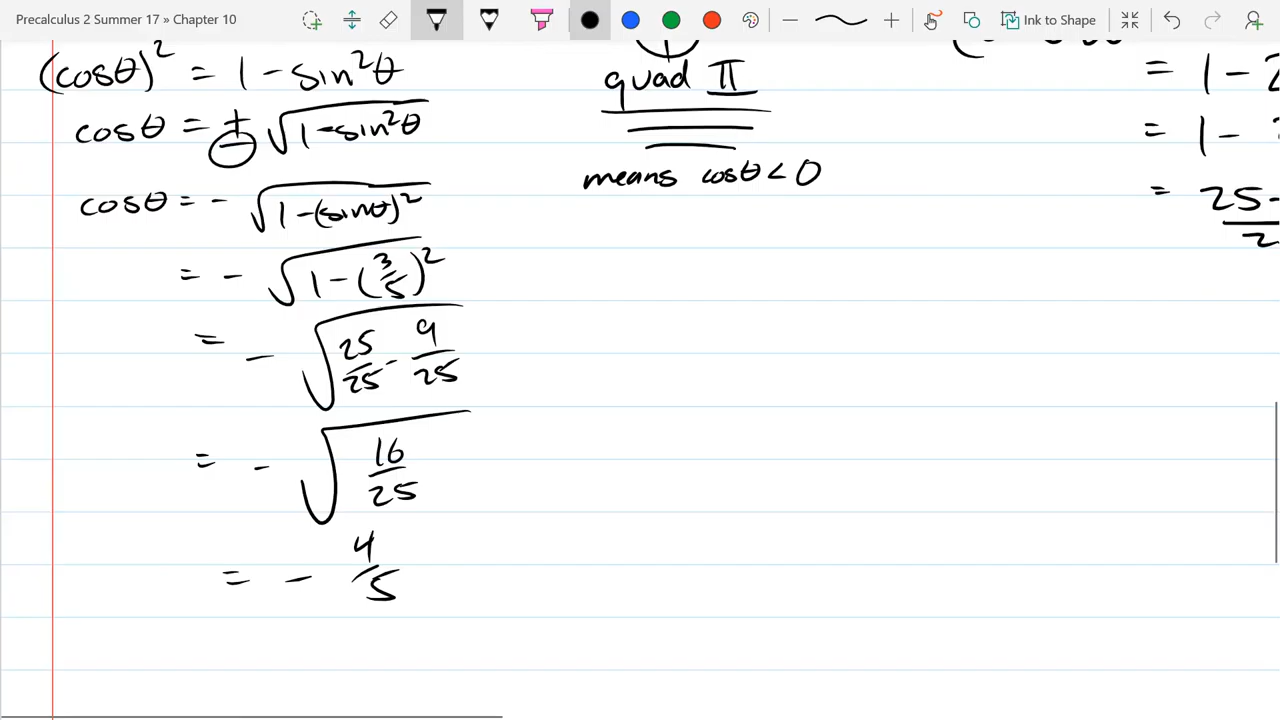 Precalculus 2 Summer 17 » Chapter 10
Ink to Shape
(cosθ)² = 1 - sin²θ
cosθ = ± √(1-sin²θ)
cosθ = - √(1-(sinθ)²)
= - √(1-(3/5)²)
= - √(25/25 - 9/25)
= - √(16/25)
= - 4/5
quad II
means cosθ < 0
= 1 - 2
= 1 -
= 25 -
2